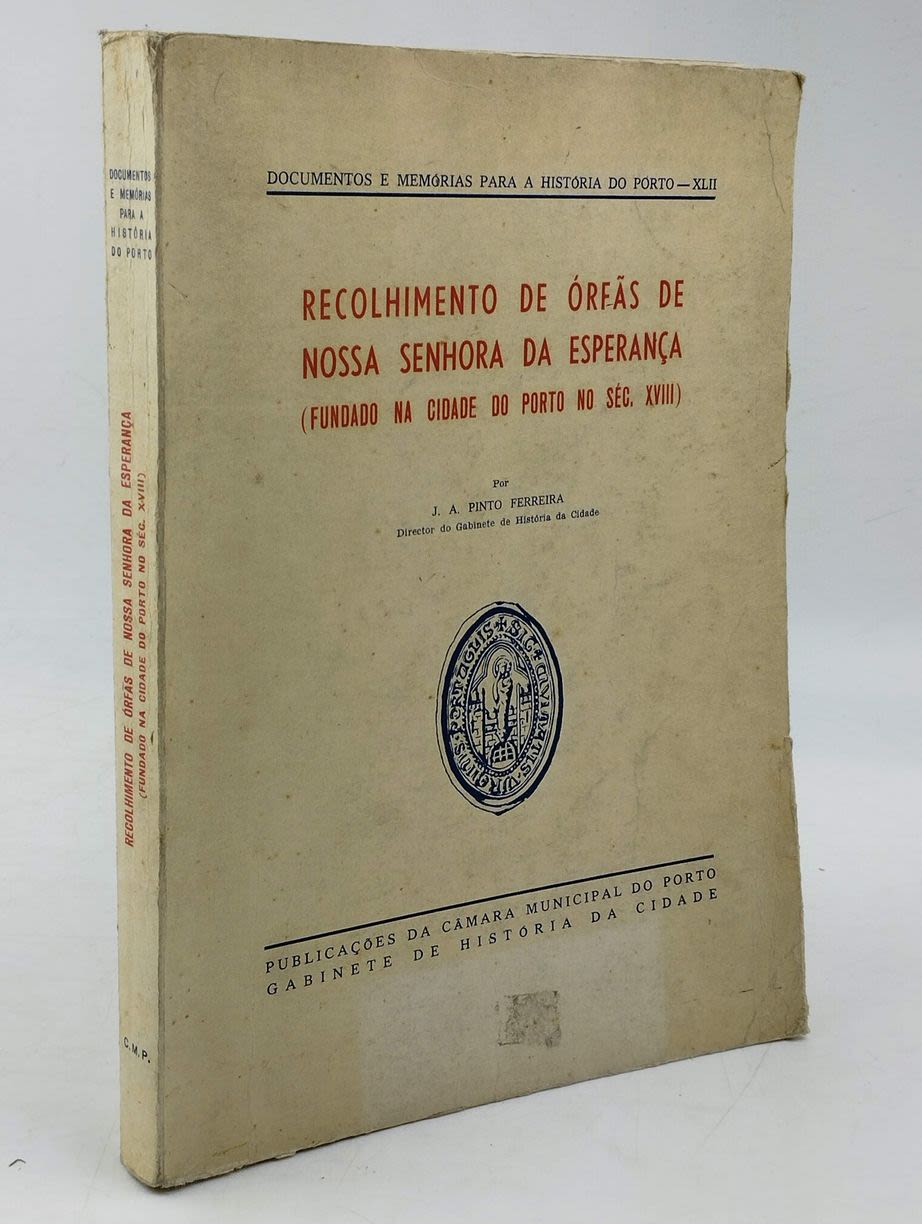 DOCUMENTOS
E MEMÓRIAS
PARA A
HISTÓRIA
DO PORTO
RECOLHIMENTO DE ÓRFÃS DE NOSSA SENHORA DA ESPERANÇA
(FUNDADO NA CIDADE DO PORTO NO SÉC. XVIII)
C.M.P.
DOCUMENTOS E MEMÓRIAS PARA A HISTÓRIA DO PORTO — XLII
RECOLHIMENTO DE ÓRFÃS DE
NOSSA SENHORA DA ESPERANÇA
(FUNDADO NA CIDADE DO PORTO NO SÉC. XVIII)
Por
J. A. PINTO FERREIRA
Director do Gabinete de História da Cidade
PUBLICAÇÕES DA CÂMARA MUNICIPAL DO PORTO
GABINETE DE HISTÓRIA DA CIDADE